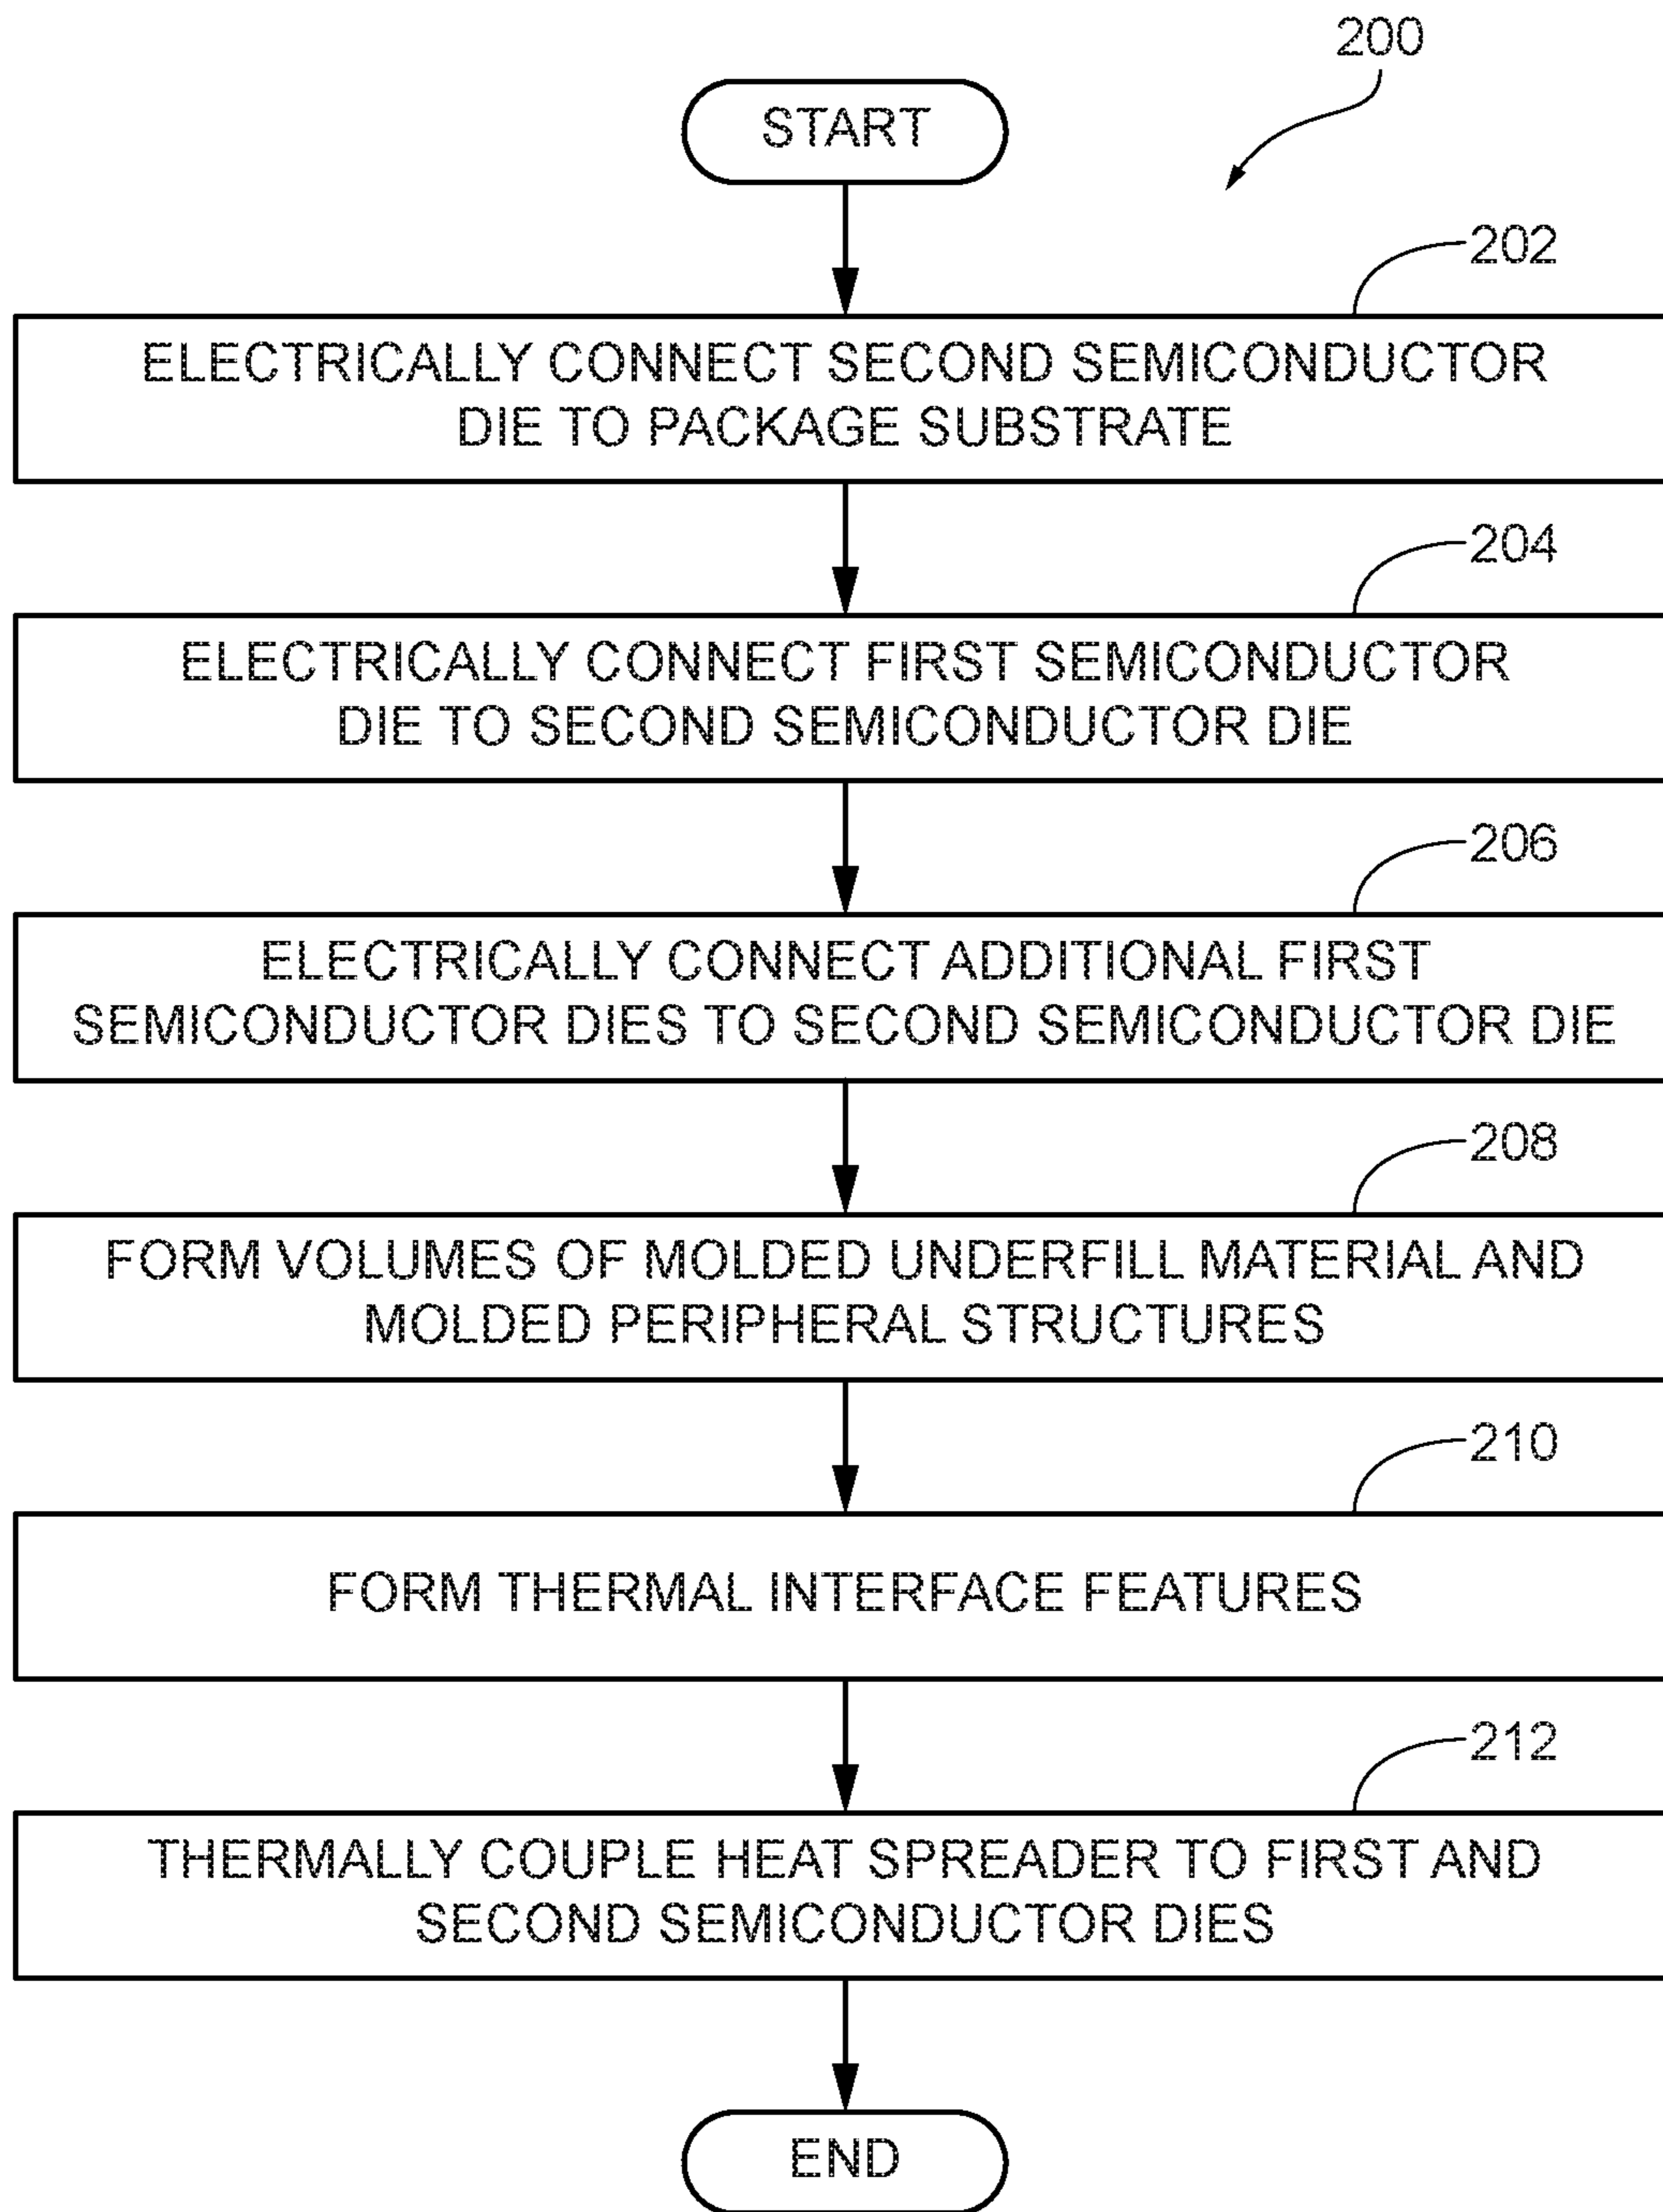 200
START
202
ELECTRICALLY CONNECT SECOND SEMICONDUCTOR
DIE TO PACKAGE SUBSTRATE
204
ELECTRICALLY CONNECT FIRST SEMICONDUCTOR
DIE TO SECOND SEMICONDUCTOR DIE
206
ELECTRICALLY CONNECT ADDITIONAL FIRST
SEMICONDUCTOR DIES TO SECOND SEMICONDUCTOR DIE
208
FORM VOLUMES OF MOLDED UNDERFILL MATERIAL AND
MOLDED PERIPHERAL STRUCTURES
210
FORM THERMAL INTERFACE FEATURES
212
THERMALLY COUPLE HEAT SPREADER TO FIRST AND
SECOND SEMICONDUCTOR DIES
END